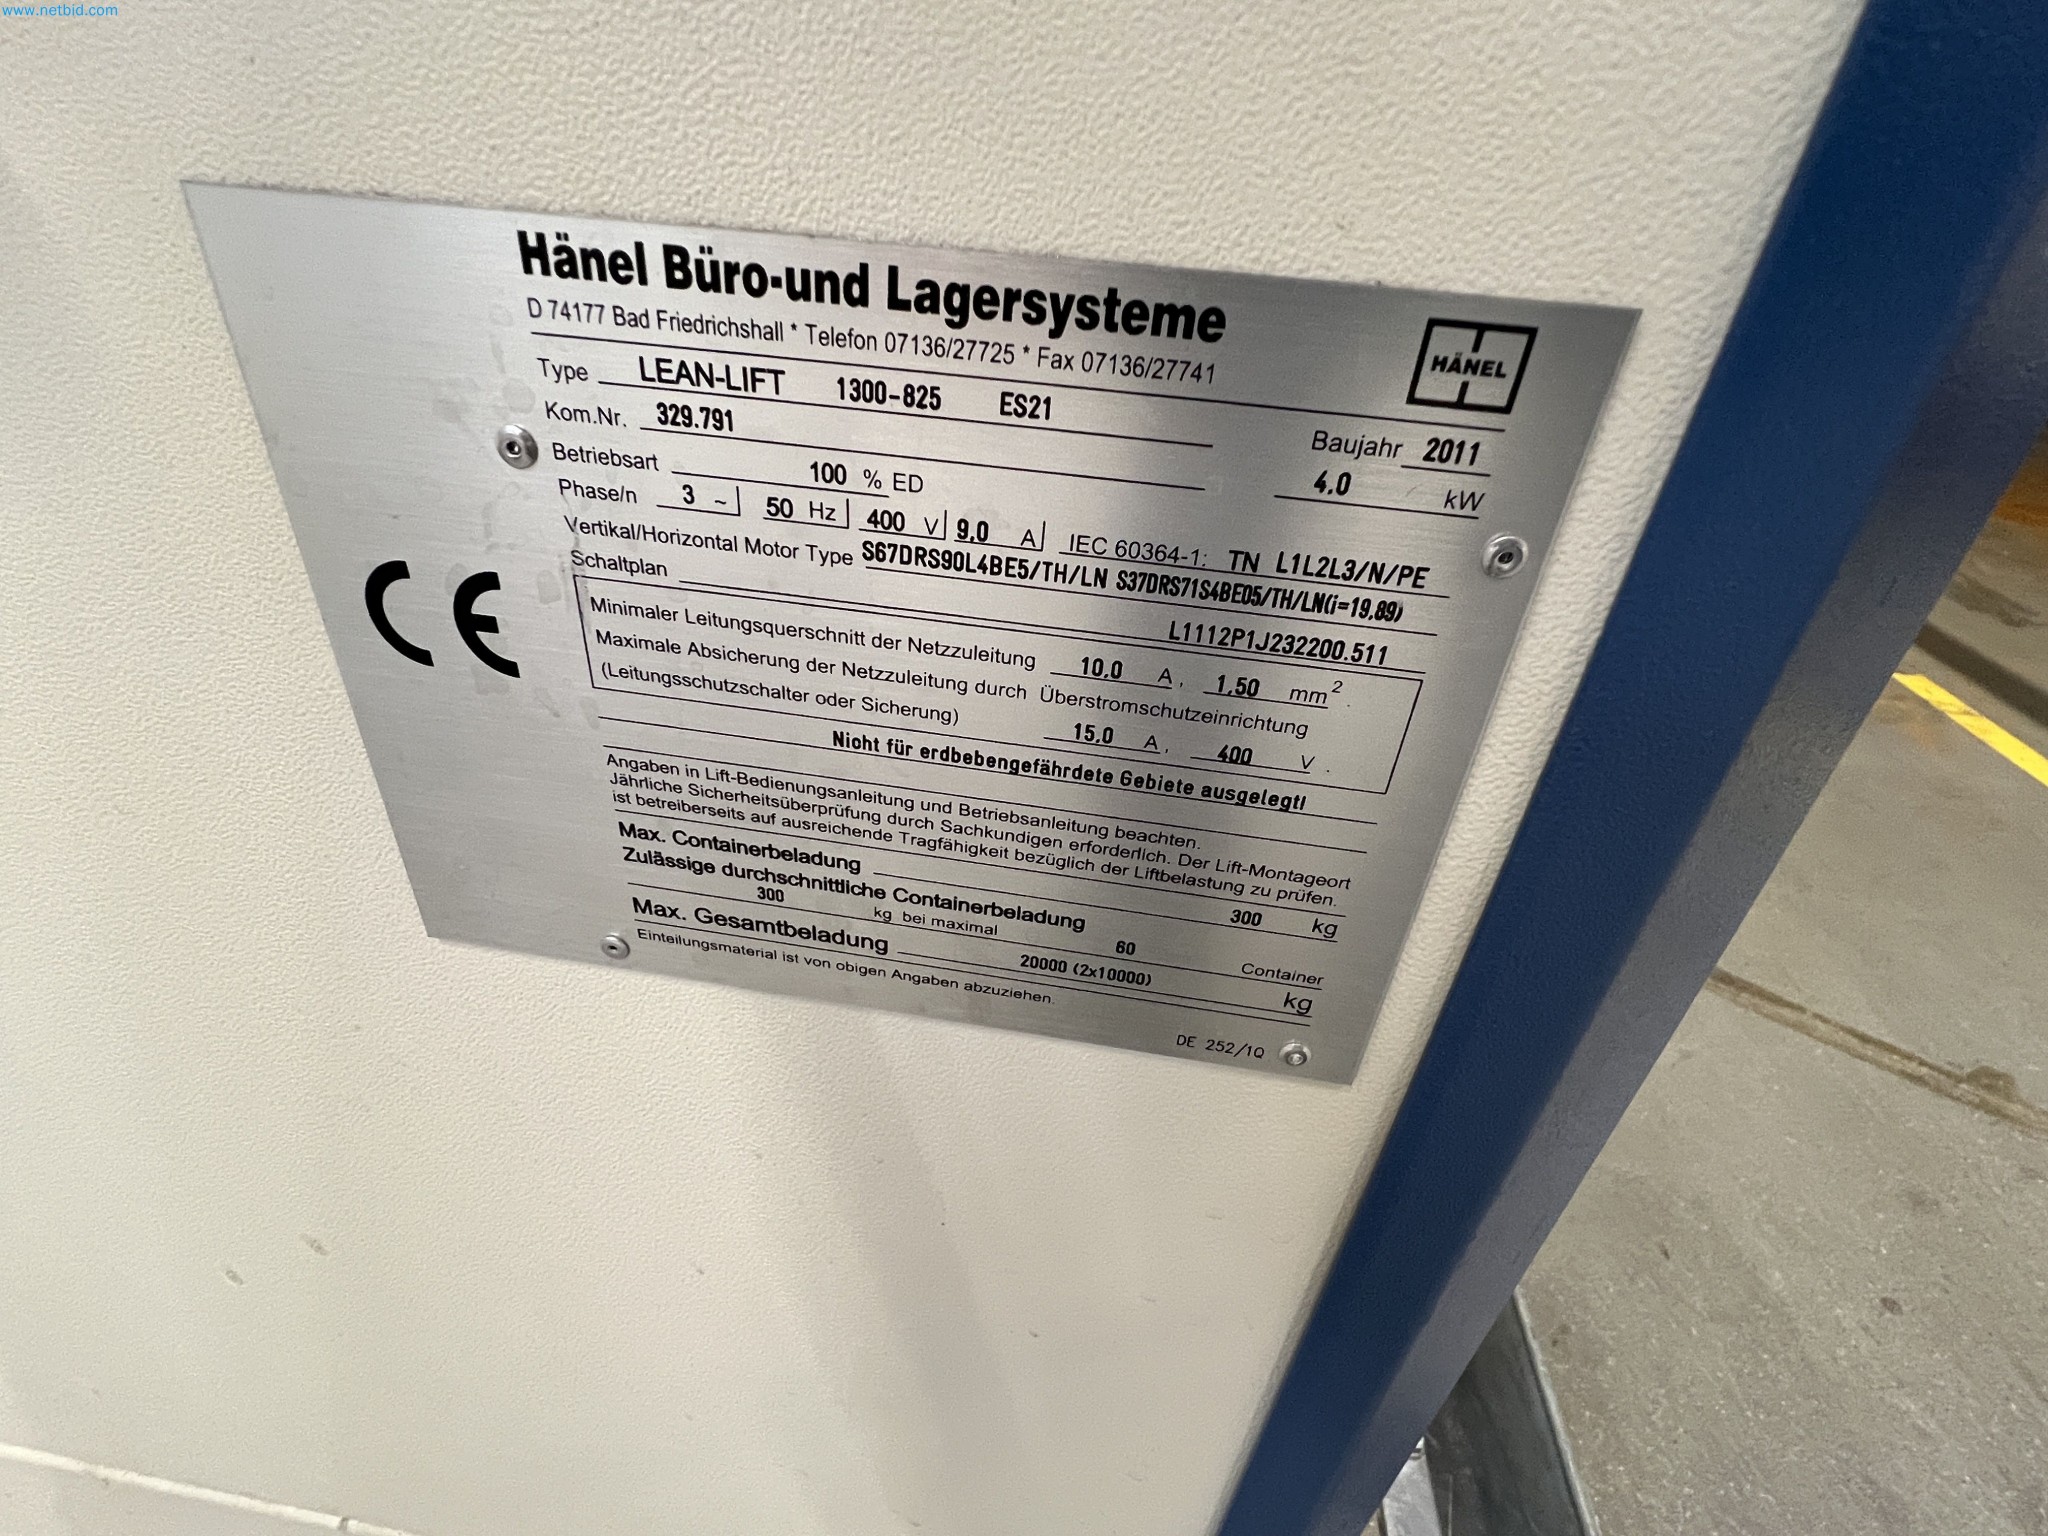 www.netbid.com
Hänel Büro-und Lagersysteme
D 74177 Bad Friedrichshall * Telefon 07136/27725 * Fax 07136/27741
HÄNEL
Type LEAN-LIFT 1300-825 ES21
Kom.Nr. 329.791 Baujahr 2011
Betriebsart 100 % ED 4.0 kW
Phase/n 3 ~ 50 Hz 400 V 9.0 A IEC 60364-1: TN L1L2L3/N/PE
Vertikal/Horizontal Motor Type S67DRS90L4BE5/TH/LN S37DRS71S4BE05/TH/LN(i=19,89)
Schaltplan L1112P1J232200.511
Minimaler Leitungsquerschnitt der Netzzuleitung 10.0 A, 1.50 mm²
Maximale Absicherung der Netzzuleitung durch Überstromschutzeinrichtung
(Leitungsschutzschalter oder Sicherung) 15.0 A, 400 V.
Nicht für erdbebengefährdete Gebiete ausgelegt!
Angaben in Lift-Bedienungsanleitung und Betriebsanleitung beachten.
Jährliche Sicherheitsüberprüfung durch Sachkundigen erforderlich. Der Lift-Montageort
ist betreiberseits auf ausreichende Tragfähigkeit bezüglich der Liftbelastung zu prüfen.
Max. Containerbeladung 300 kg
Zulässige durchschnittliche Containerbeladung
300 kg bei maximal 60 Container
Max. Gesamtbeladung 20000 (2x10000) kg
Einteilungsmaterial ist von obigen Angaben abzuziehen.
DE 252/1Q
CE